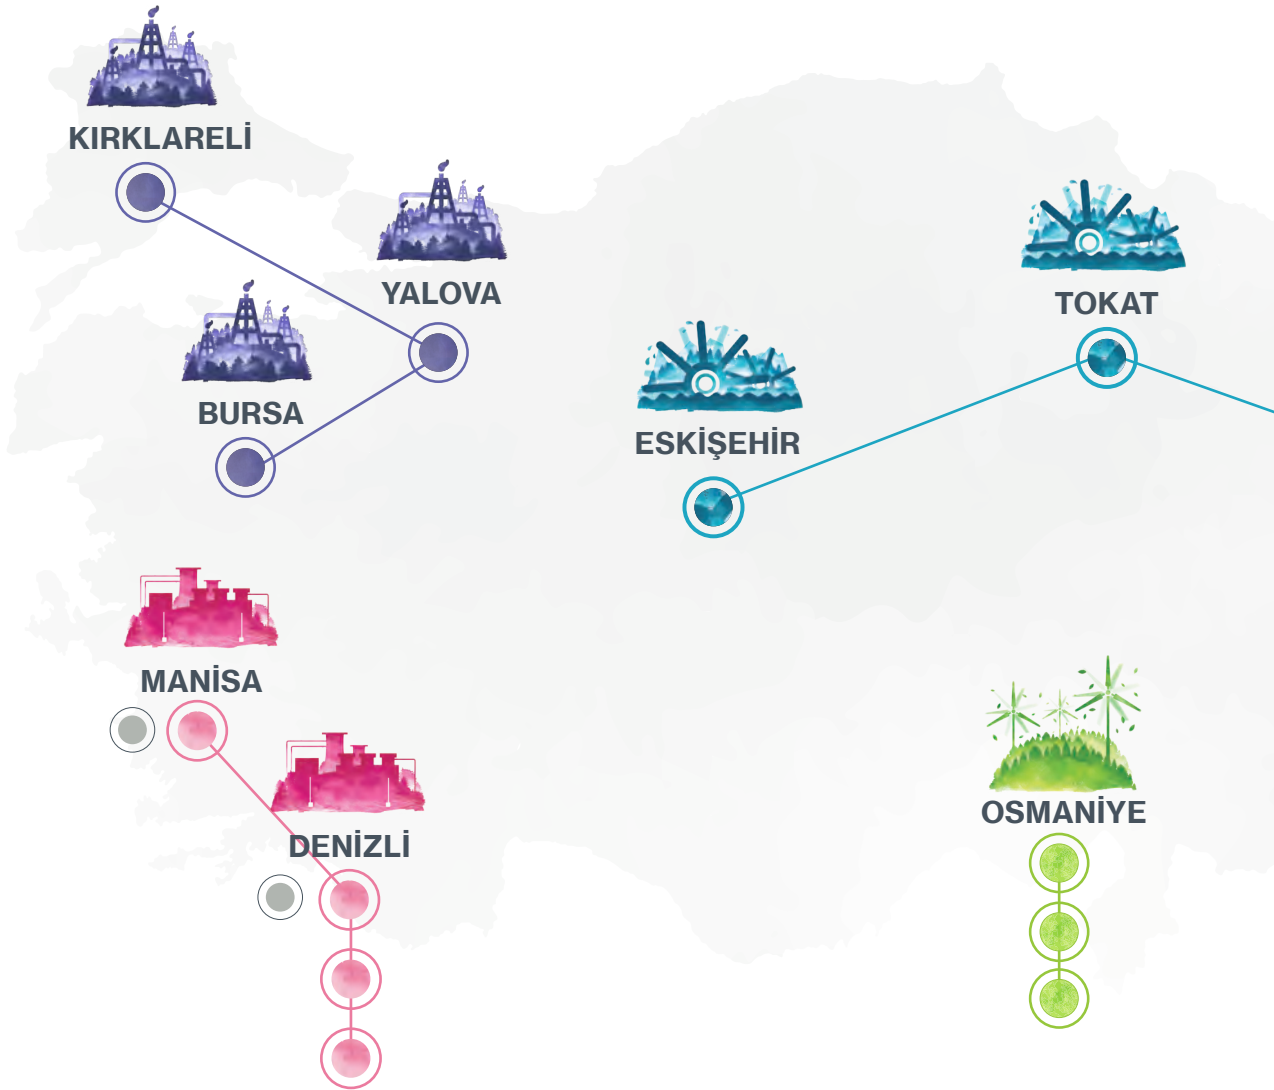 KIRKLARELİ
YALOVA
TOKAT
BURSA
ESKİŞEHİR
MANİSA
OSMANİYE
DENİZLİ